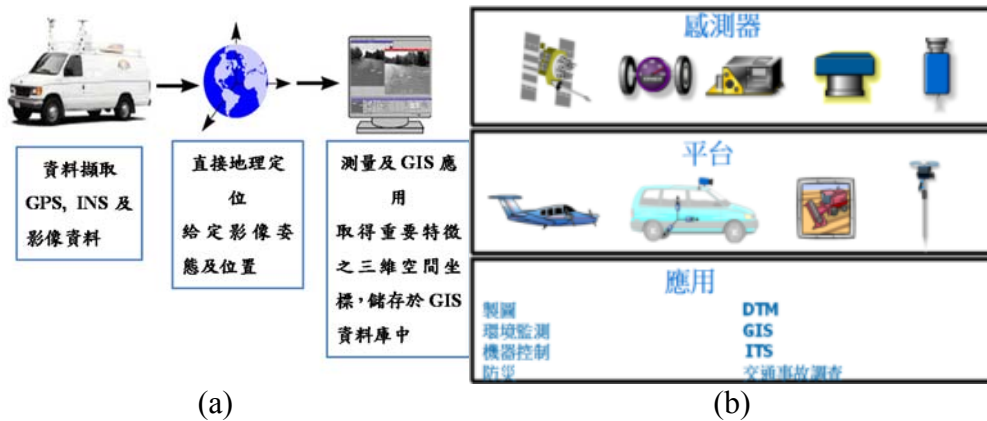 資料擷取
GPS, INS 及
影像資料
直接地理定
位
給定影像姿
態及位置
測量及 GIS 應
用
取得重要特徵
之三維空間坐
標，儲存於 GIS
資料庫中
(a)
感測器
平台
應用
製圖
DTM
環境監測
GIS
機器控制
ITS
防災
交通事故調查
(b)